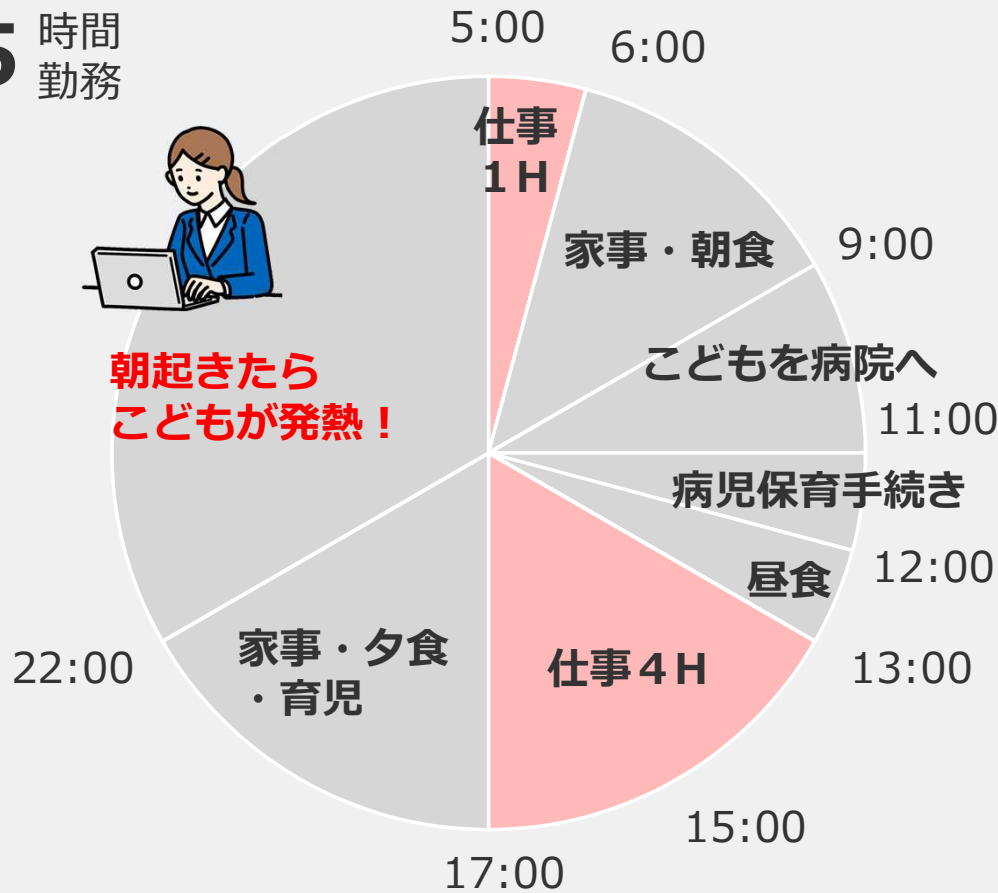 5 時間
勤務
5:00
6:00
仕事
１Ｈ
家事・朝食
9:00
こどもを病院へ
朝起きたら
こどもが発熱！
11:00
病児保育手続き
12:00
昼食
13:00
仕事４Ｈ
家事・夕食
・育児
22:00
15:00
17:00